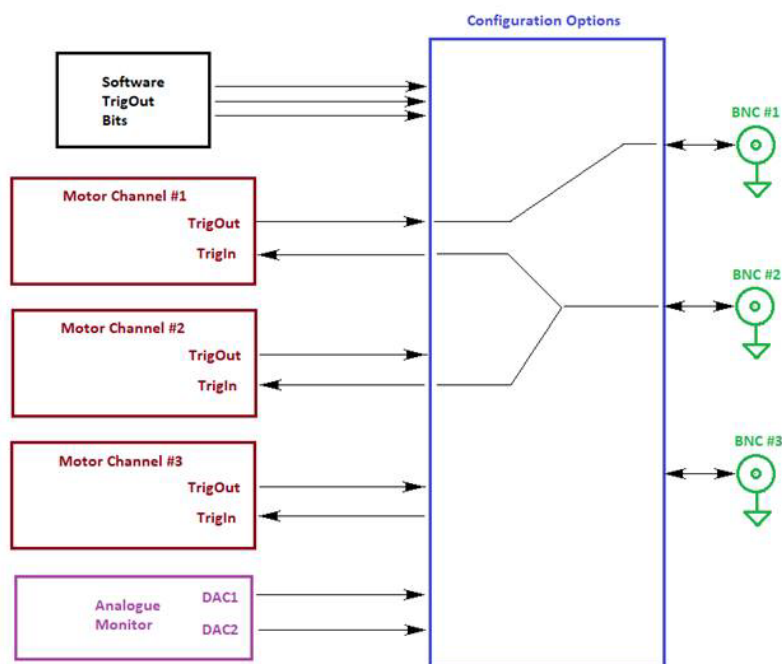 Configuration Options
Software
TrigOut
Bits
BNC #1
Motor Channel #1
TrigOut
TrigIn
BNC #2
Motor Channel #2
TrigOut
TrigIn
BNC #3
Motor Channel #3
TrigOut
TrigIn
Analogue
Monitor
DAC1
DAC2